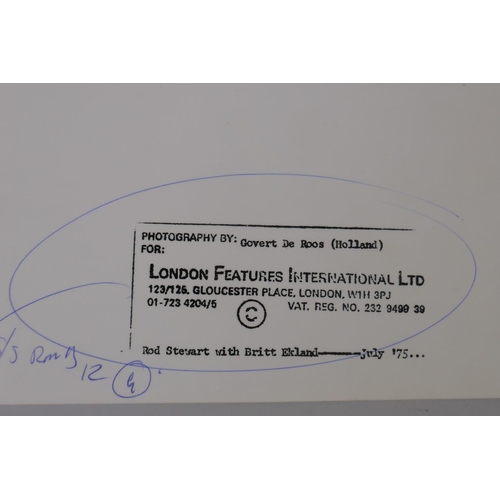 PHOTOGRAPHY BY: Govert De Roos (Holland)
FOR:
LONDON FEATURES INTERNATIONAL LTD
123/125. GLOUCESTER PLACE, LONDON, W1H 3PJ
01-723 4204/5 VAT. REG. NO. 232 9499 39
©
Rod Stewart with Britt Ekland———July '75...
12